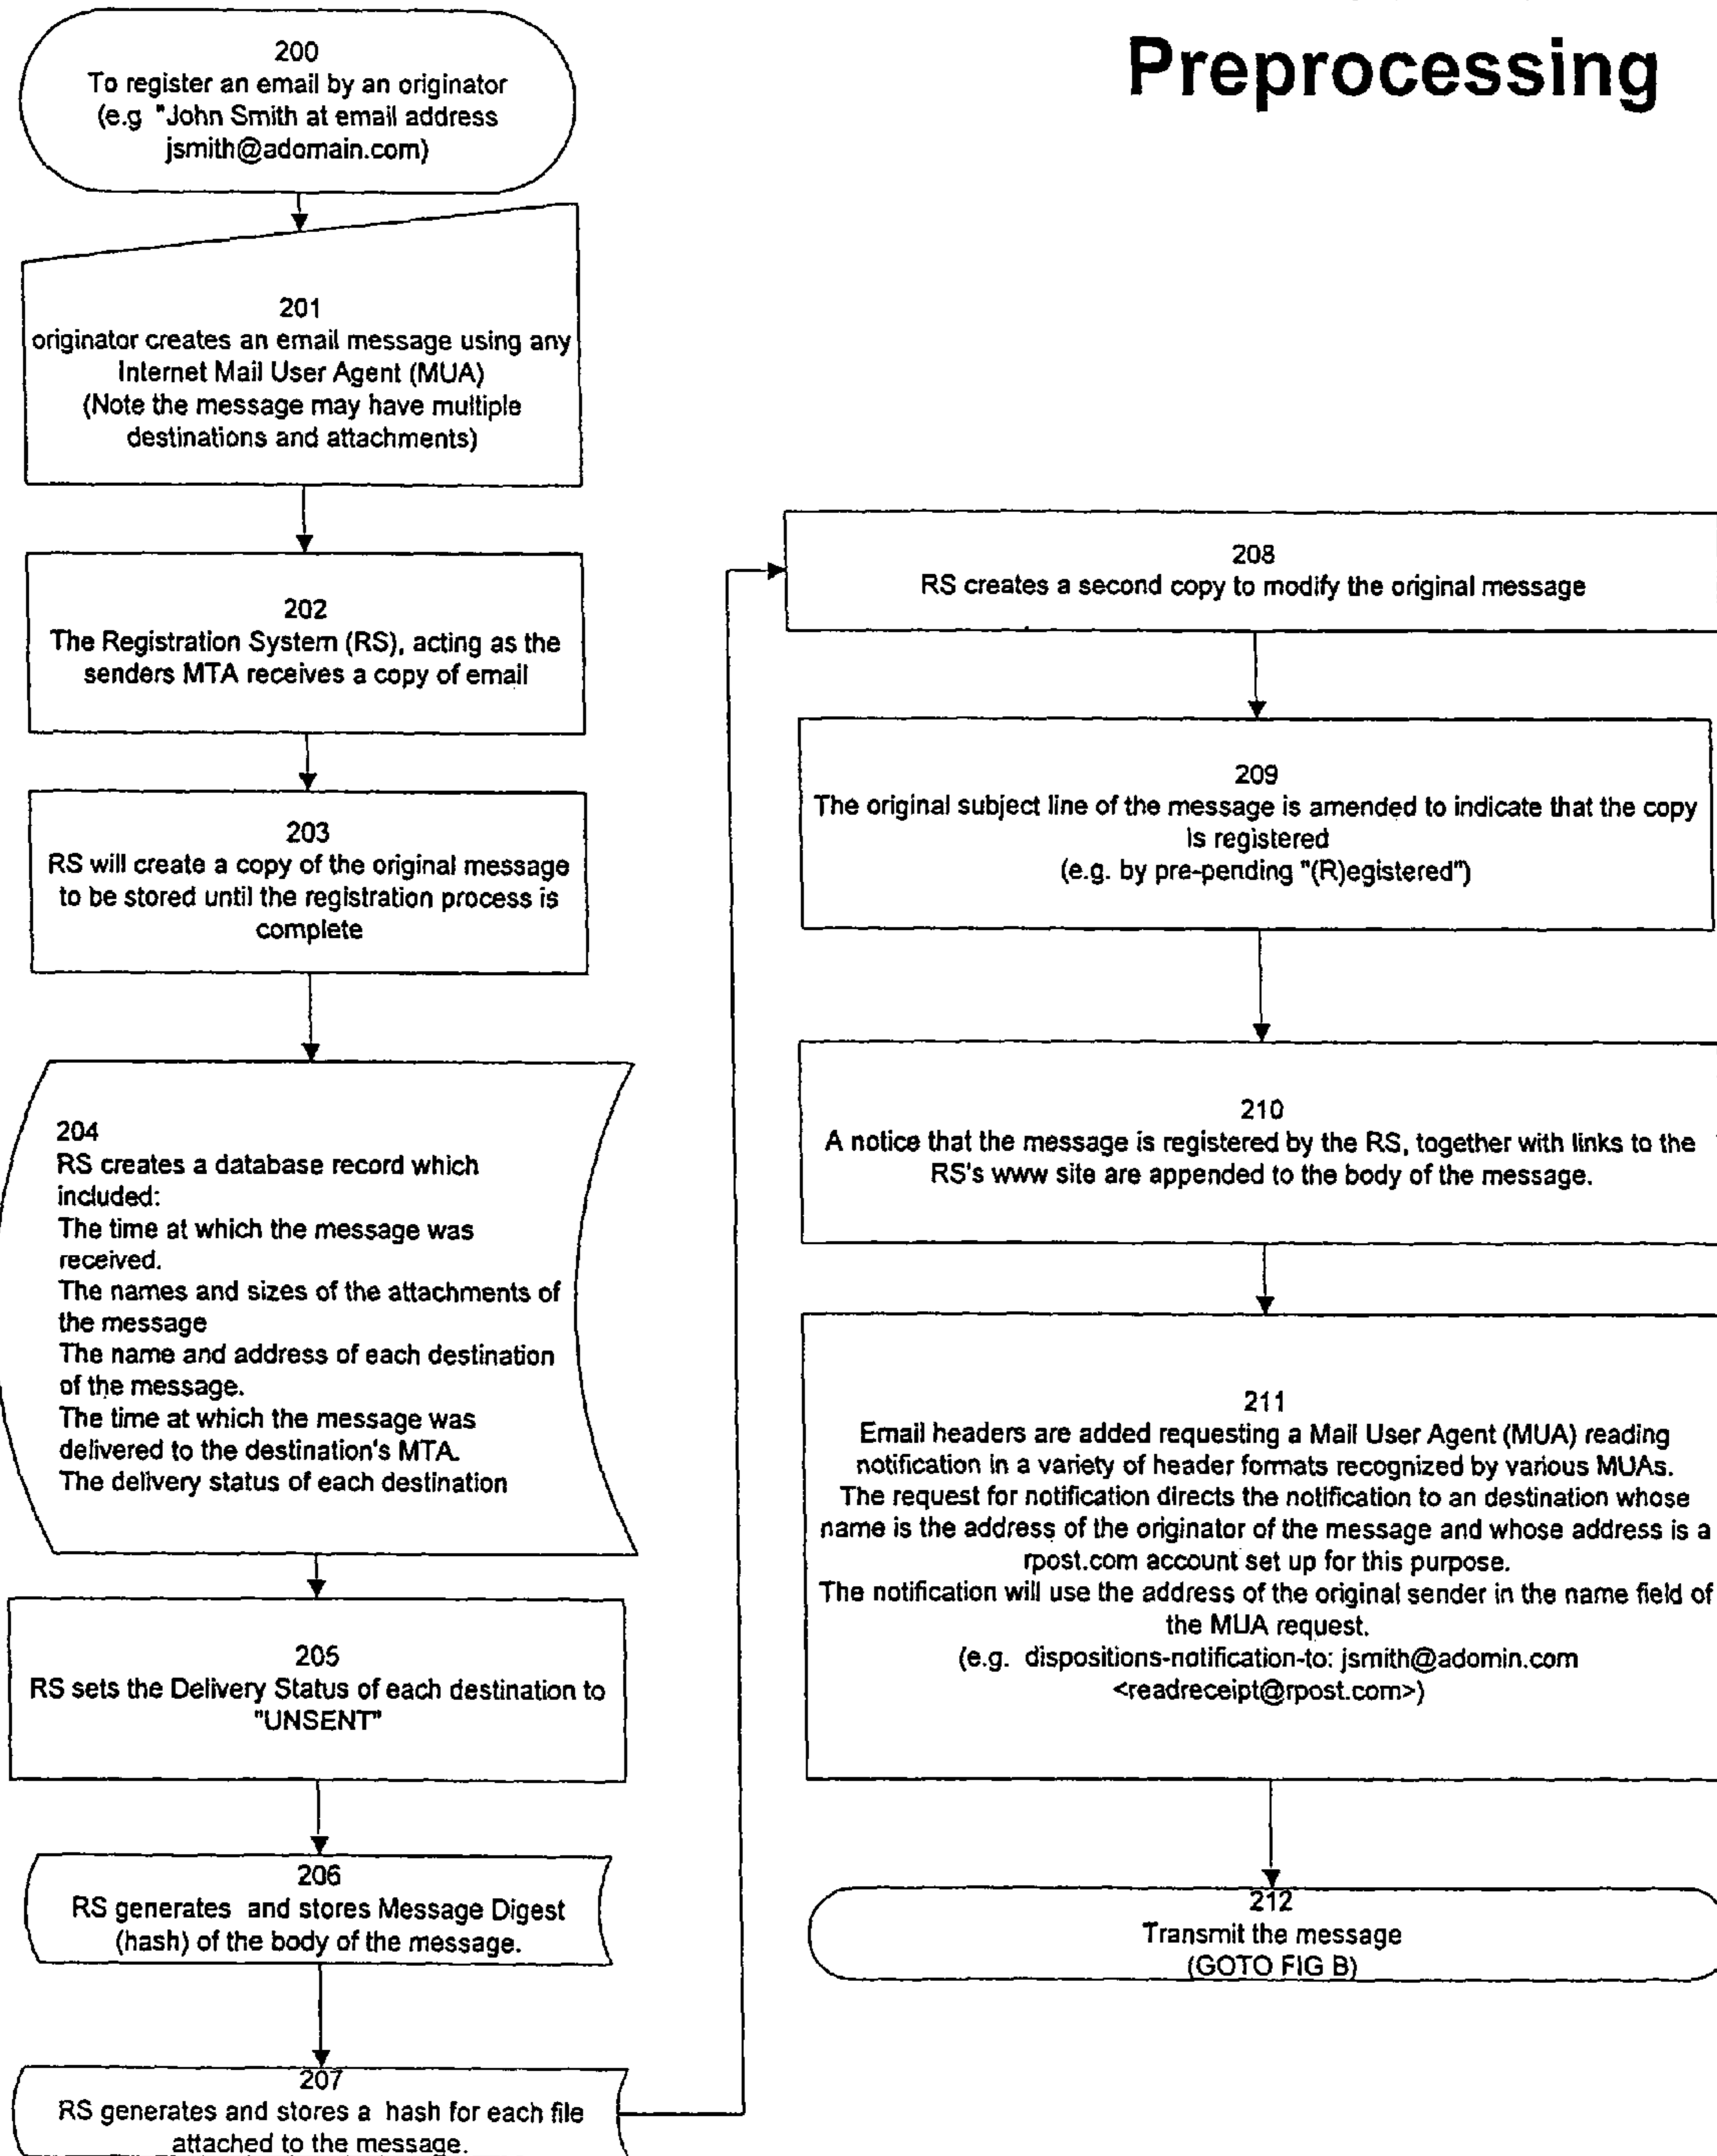 Preprocessing
200
To register an email by an originator
(e.g "John Smith at email address
jsmith@adomain.com)
201
originator creates an email message using any
Internet Mail User Agent (MUA)
(Note the message may have multiple
destinations and attachments)
202
The Registration System (RS), acting as the
senders MTA receives a copy of email
203
RS will create a copy of the original message
to be stored until the registration process is
complete
204
RS creates a database record which
included:
The time at which the message was
received.
The names and sizes of the attachments of
the message
The name and address of each destination
of the message.
The time at which the message was
delivered to the destination's MTA.
The delivery status of each destination
205
RS sets the Delivery Status of each destination to
"UNSENT"
206
RS generates and stores Message Digest
(hash) of the body of the message.
207
RS generates and stores a hash for each file
attached to the message.
208
RS creates a second copy to modify the original message
209
The original subject line of the message is amended to indicate that the copy
is registered
(e.g. by pre-pending "(R)egistered")
210
A notice that the message is registered by the RS, together with links to the
RS's www site are appended to the body of the message.
211
Email headers are added requesting a Mail User Agent (MUA) reading
notification in a variety of header formats recognized by various MUAs.
The request for notification directs the notification to an destination whose
name is the address of the originator of the message and whose address is a
rpost.com account set up for this purpose.
The notification will use the address of the original sender in the name field of
the MUA request.
(e.g. dispositions-notification-to: jsmith@adomin.com
<readreceipt@rpost.com>)
212
Transmit the message
(GOTO FIG B)